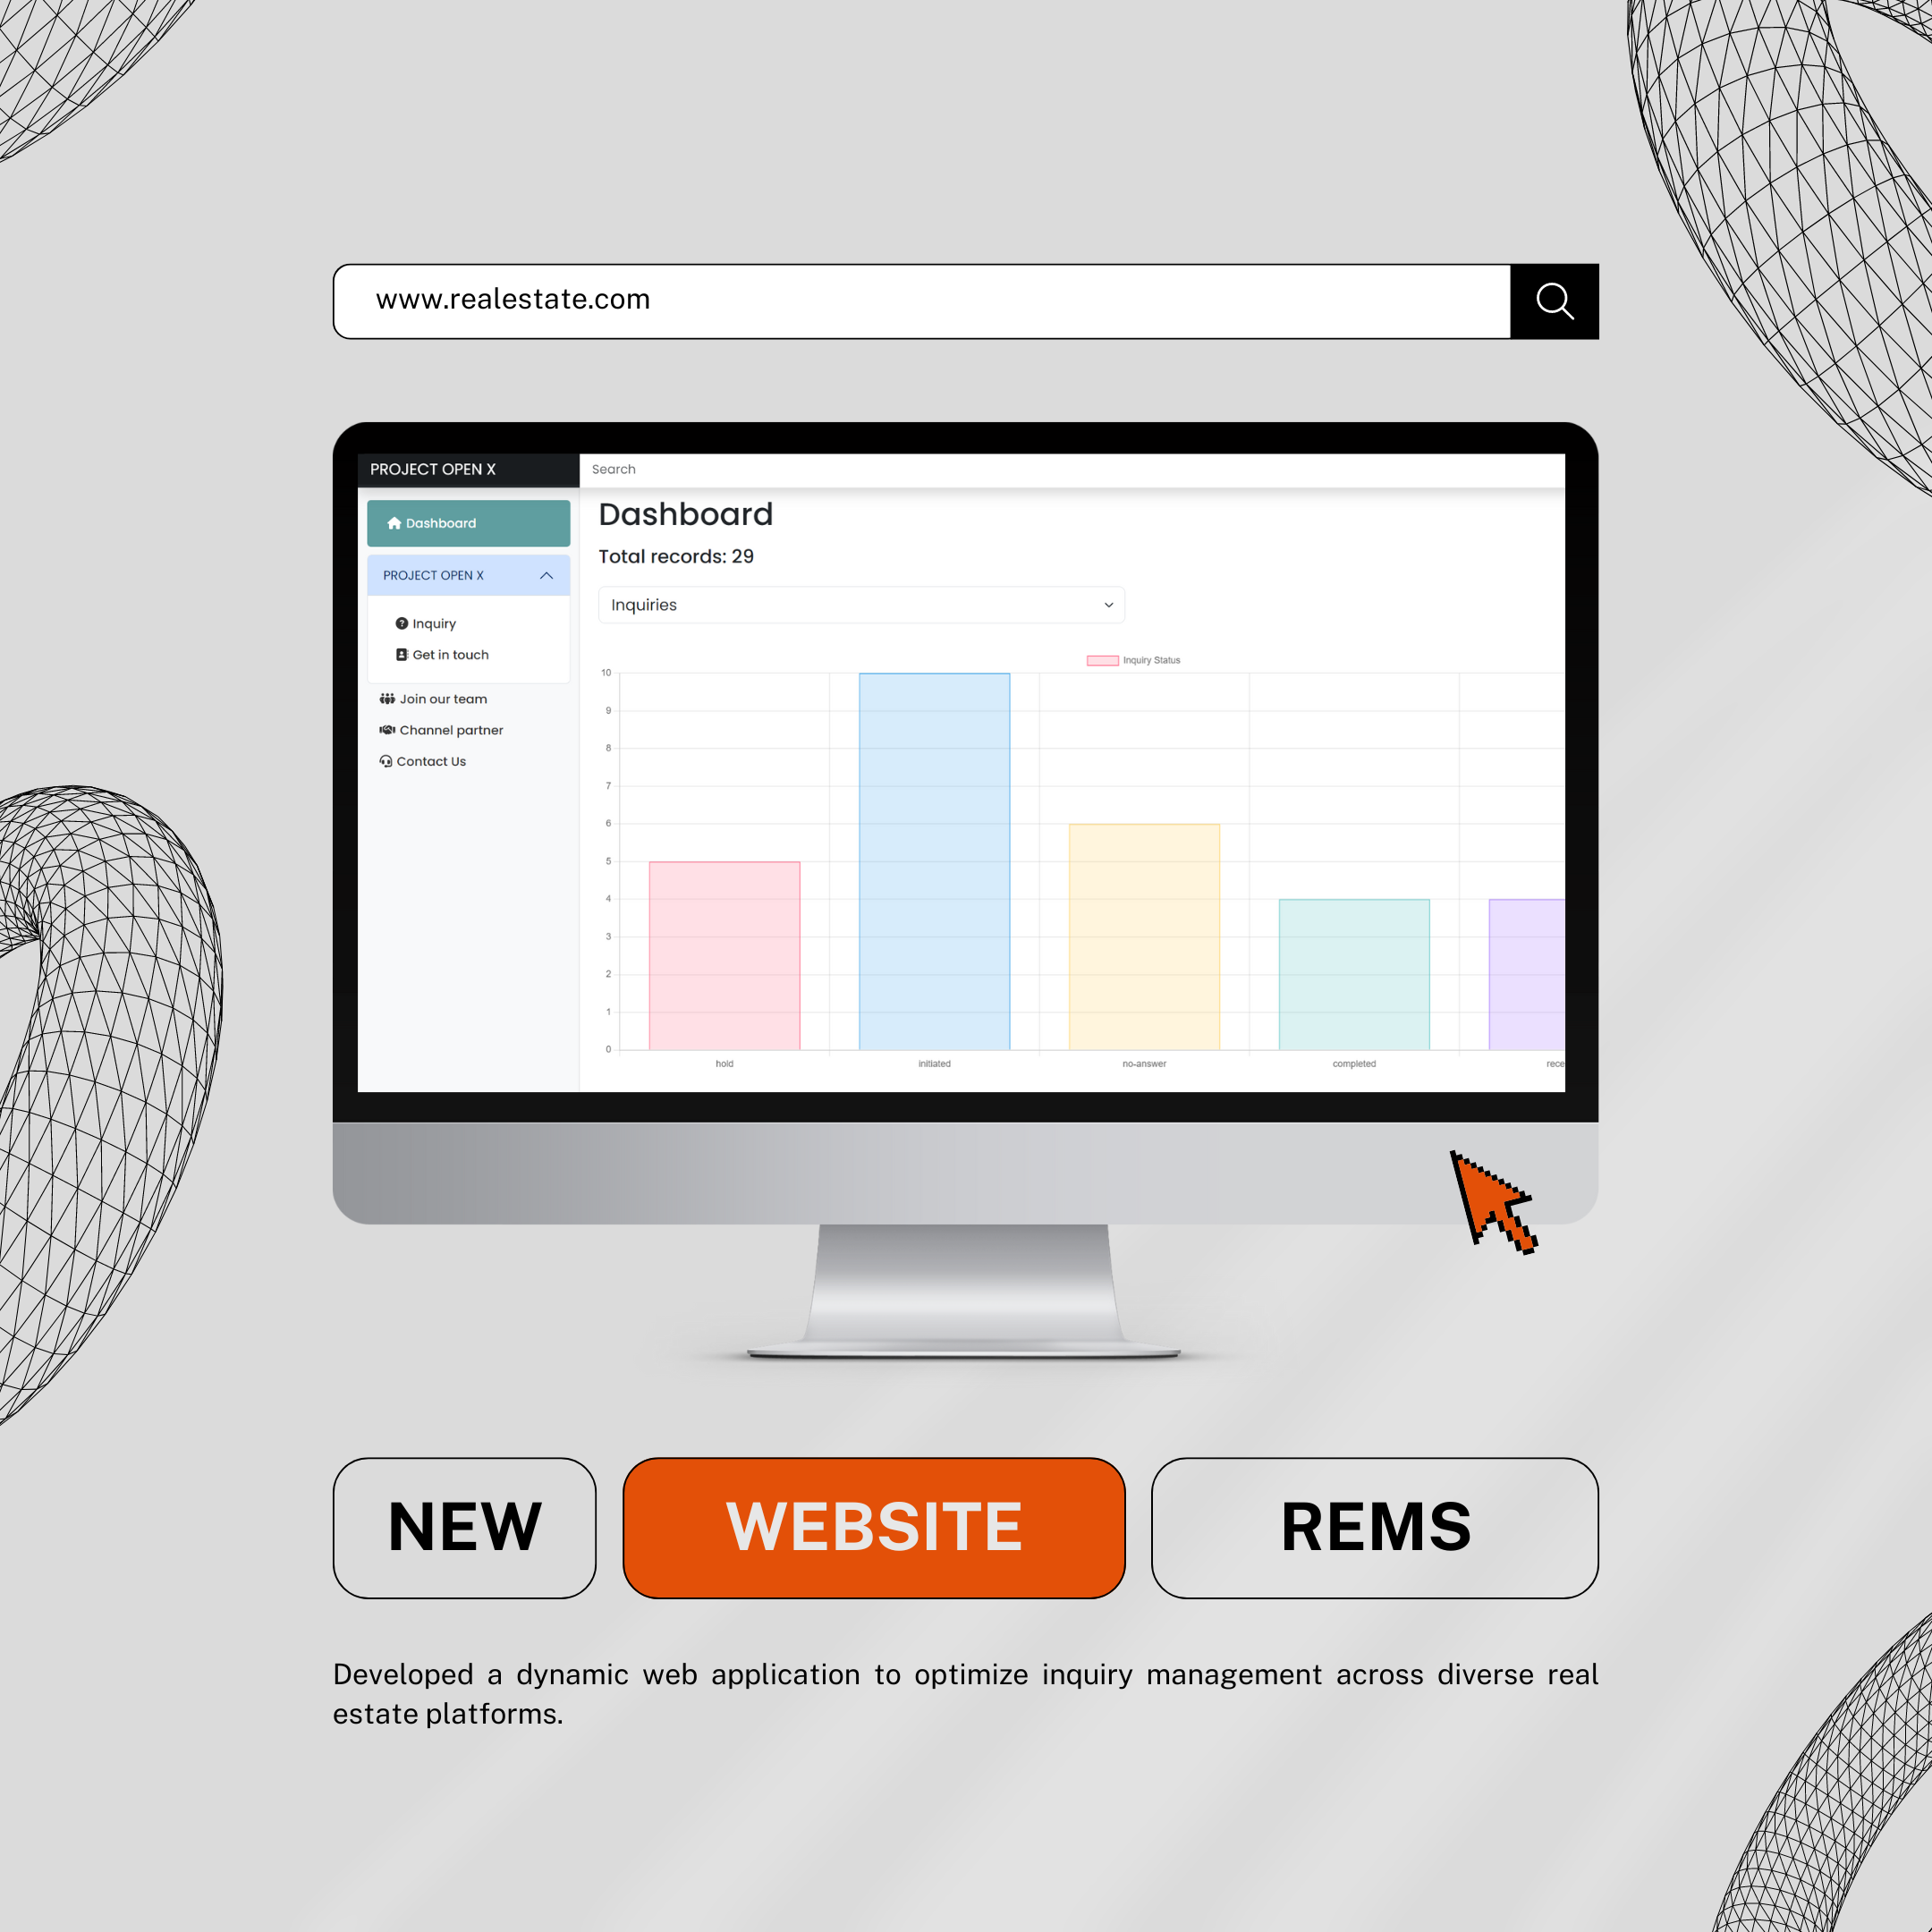 www.realestate.com
PROJECT OPEN X
Search
Dashboard
PROJECT OPEN X
Inquiry
Get in touch
Join our team
Channel partner
Contact Us
Dashboard
Total records: 29
Inquiries
Inquiry Status
10
9
8
7
6
5
4
3
2
1
0
hold initiated no-answer completed rece
NEW WEBSITE REMS
Developed a dynamic web application to optimize inquiry management across diverse real
estate platforms.